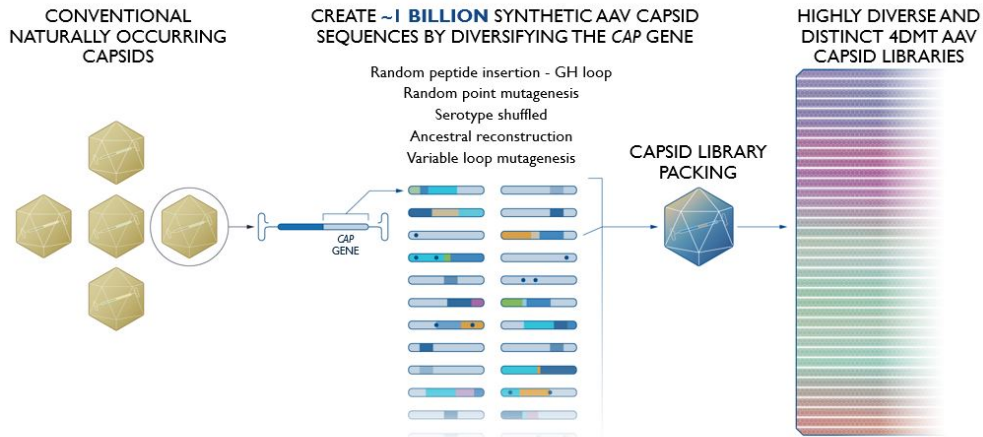 CONVENTIONAL
NATURALLY OCCURRING
CAPSIDS
CREATE ~1 BILLION SYNTHETIC AAV CAPSID
SEQUENCES BY DIVERSIFYING THE CAP GENE
Random peptide insertion - GH loop
Random point mutagenesis
Serotype shuffled
Ancestral reconstruction
Variable loop mutagenesis
CAP
GENE
CAPSID LIBRARY
PACKING
HIGHLY DIVERSE AND
DISTINCT 4DMT AAV
CAPSID LIBRARIES